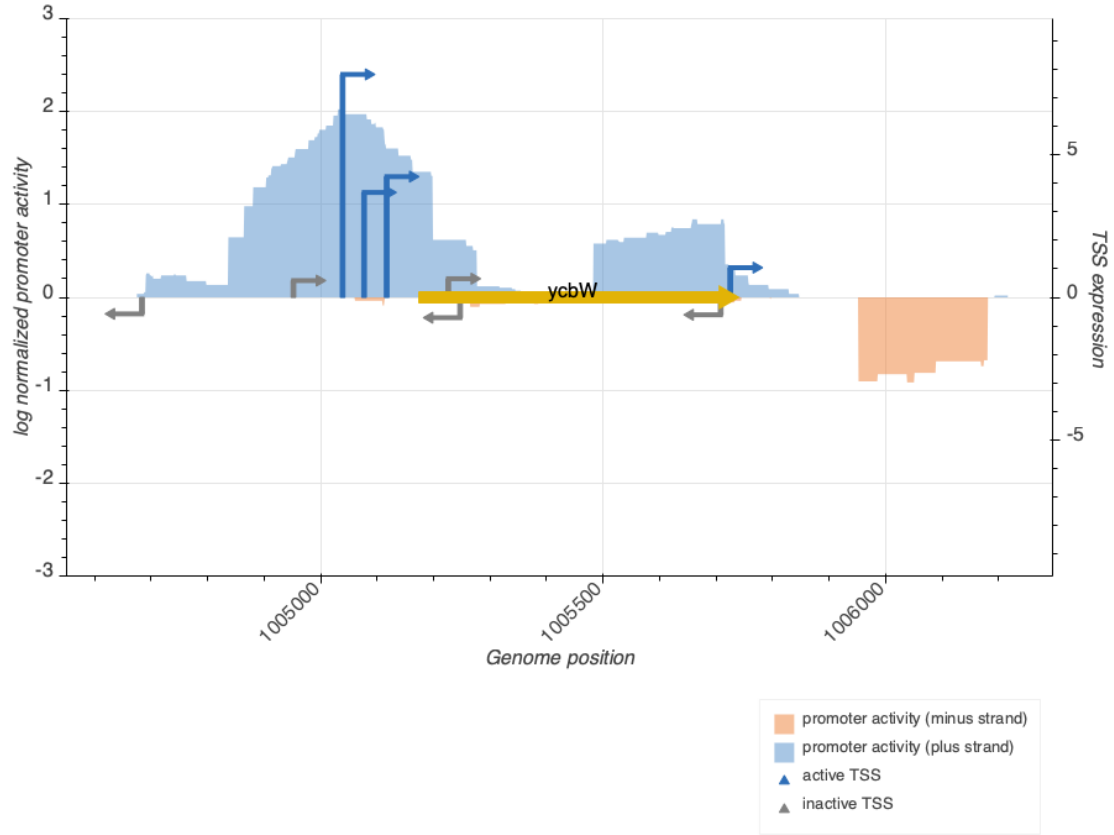 3
2
1
0
-1
-2
-3
log normalized promoter activity
5
0
-5
TSS expression
ycbW
1005000
1005500
1006000
Genome position
promoter activity (minus strand)
promoter activity (plus strand)
active TSS
inactive TSS